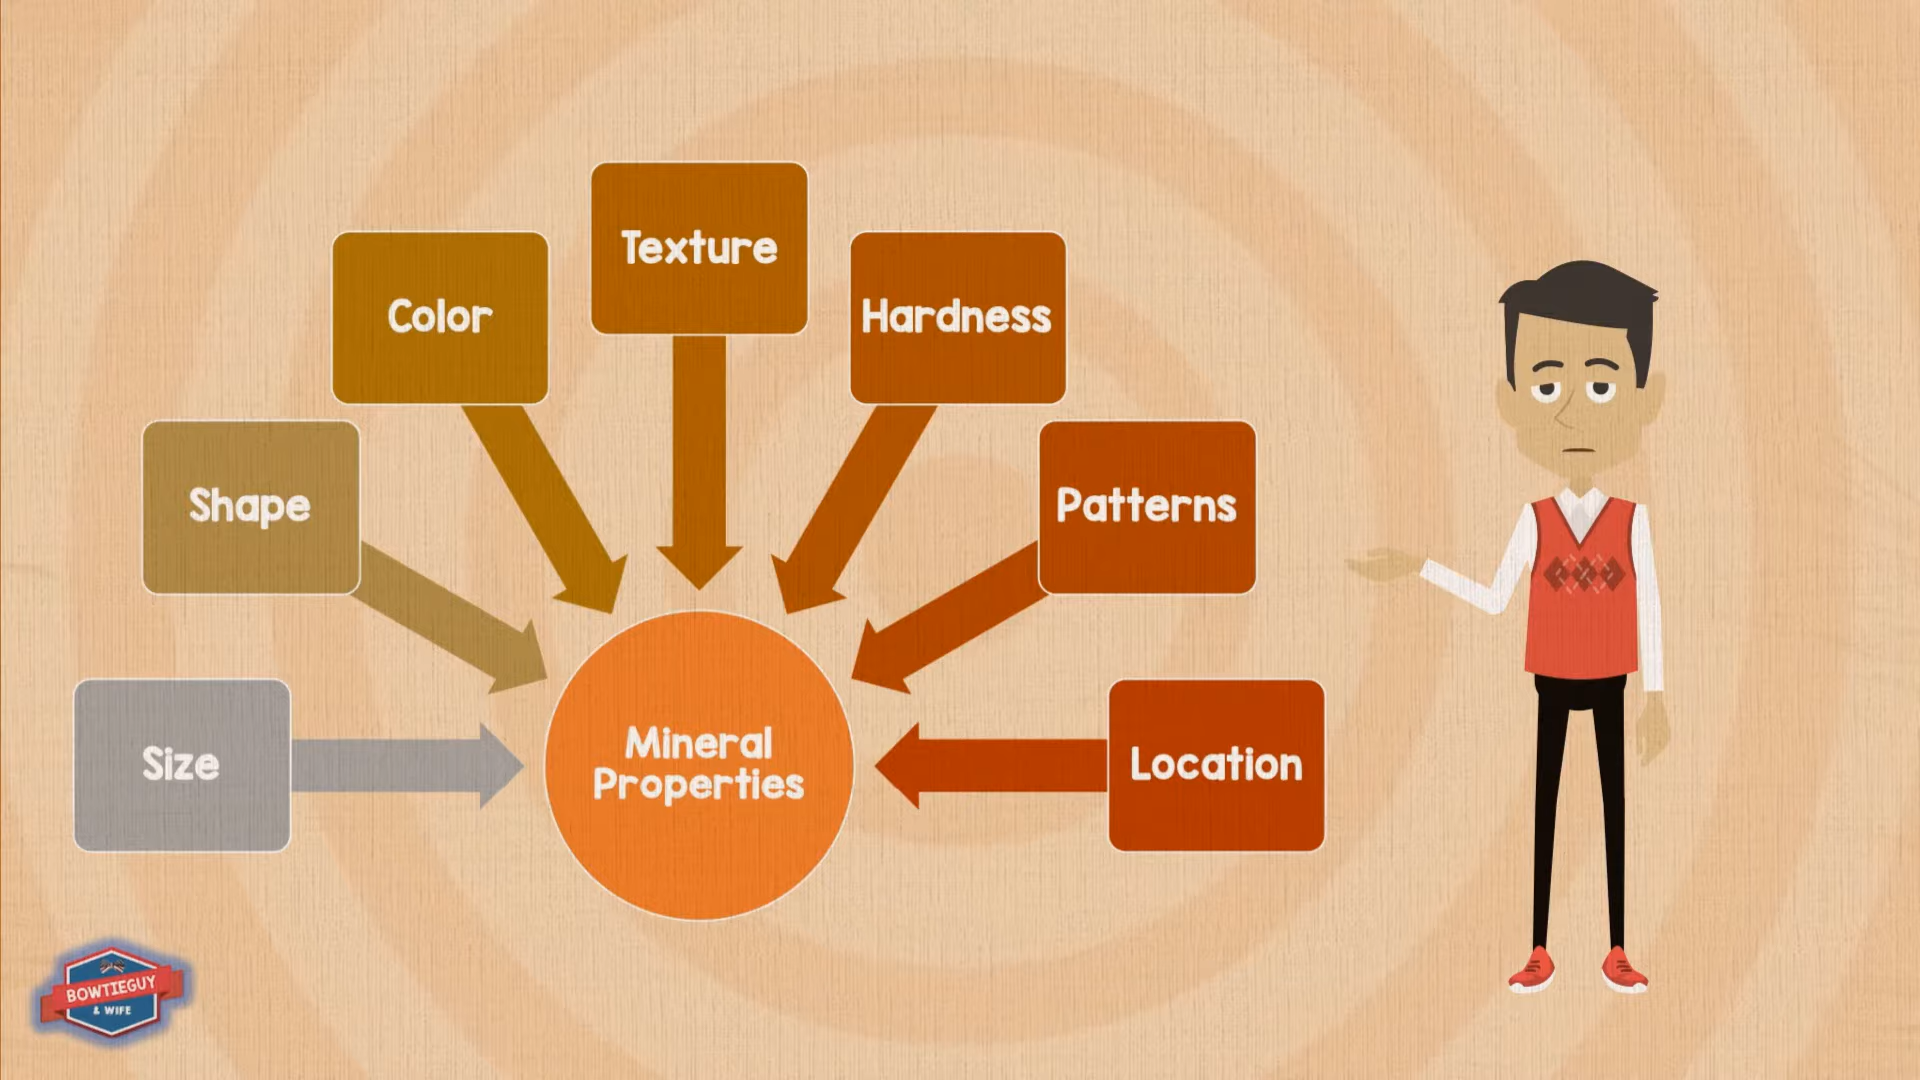 Texture
Color
Hardness
Shape
Patterns
Size
Mineral
Properties
Location
BOWTIEGUY
& WIFE